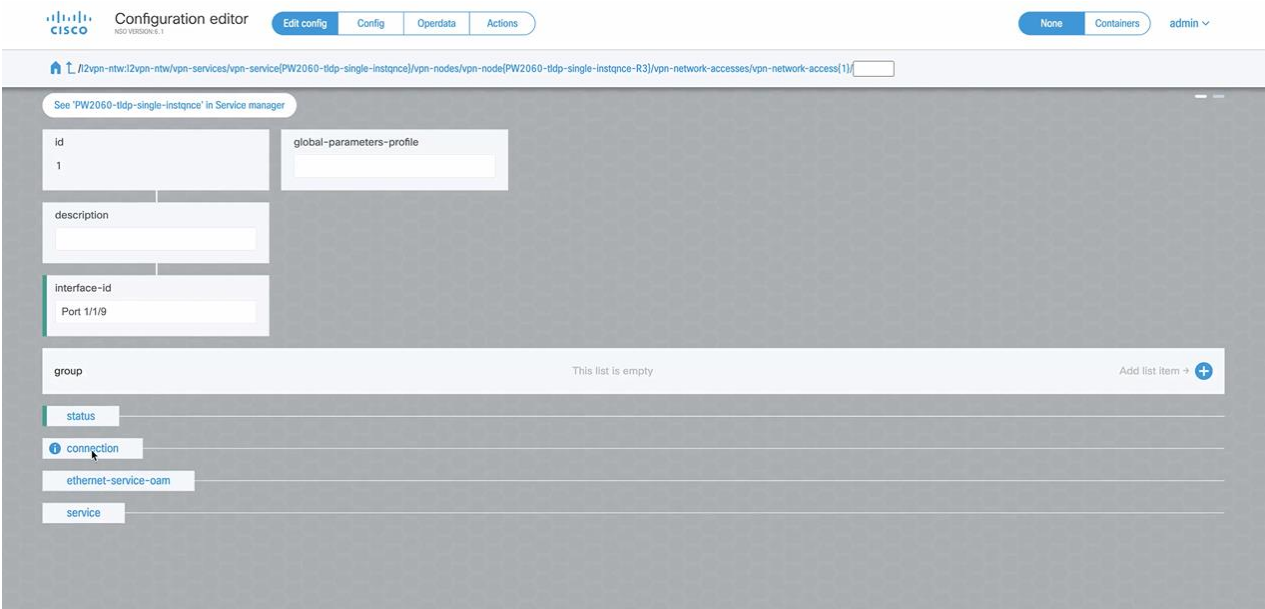 CISCO
Configuration editor
NSO VERSION:6.1
Edit config Config Operdata Actions
None Containers
admin
/l2vpn-ntw:l2vpn-ntw/vpn-services/vpn-service{PW2060-tldp-single-instqnce}/vpn-nodes/vpn-node{PW2060-tldp-single-instqnce-R3}/vpn-network-accesses/vpn-network-access{1}/
See 'PW2060-tldp-single-instqnce' in Service manager
id
1
global-parameters-profile
description
interface-id
Port 1/1/9
group This list is empty Add list item →
status
connection
ethernet-service-oam
service